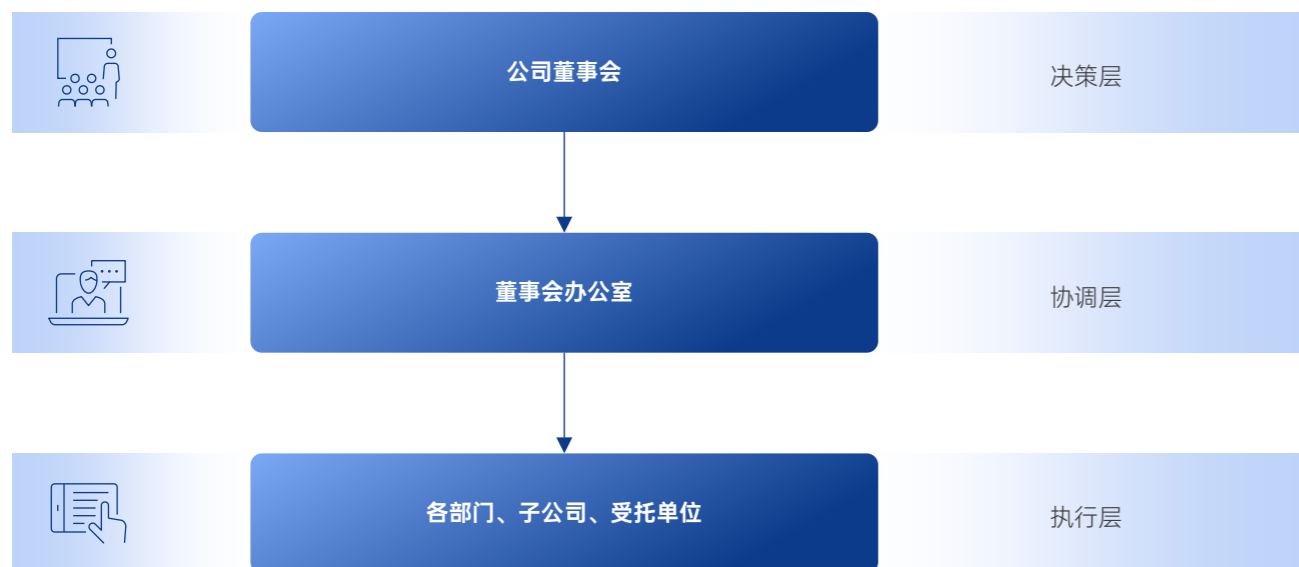 公司董事会
决策层
董事会办公室
协调层
各部门、子公司、受托单位
执行层